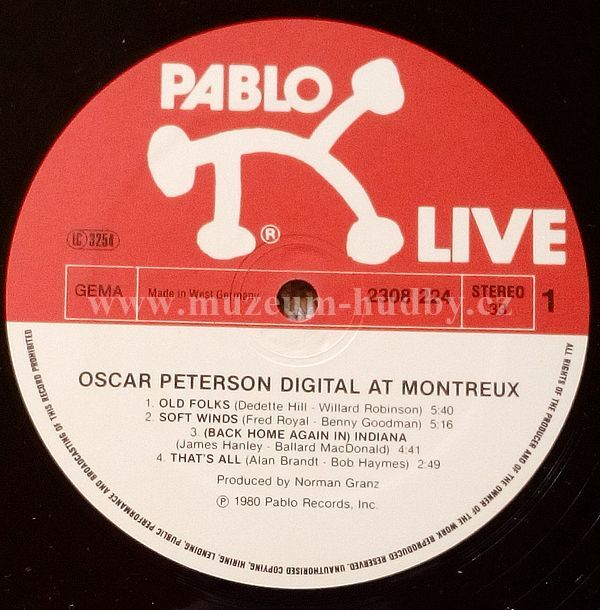 PABLO
LIVE
®
LC 3254
GEMA
Made in West Germany
2308 224
STEREO
33
1
www.muzeum-hudby.cz
OSCAR PETERSON DIGITAL AT MONTREUX
1. OLD FOLKS (Dedette Hill - Willard Robinson) 5:40
2. SOFT WINDS (Fred Royal - Benny Goodman) 5:16
3. (BACK HOME AGAIN IN) INDIANA
(James Hanley - Ballard MacDonald) 4:41
4. THAT'S ALL (Alan Brandt - Bob Haymes) 2:49
Produced by Norman Granz
℗ 1980 Pablo Records, Inc.
ALL RIGHTS OF THE PRODUCER AND OF THE OWNER OF THE WORK REPRODUCED RESERVED. UNAUTHORISED COPYING, HIRING, LENDING, PUBLIC PERFORMANCE AND BROADCASTING OF THIS RECORD PROHIBITED